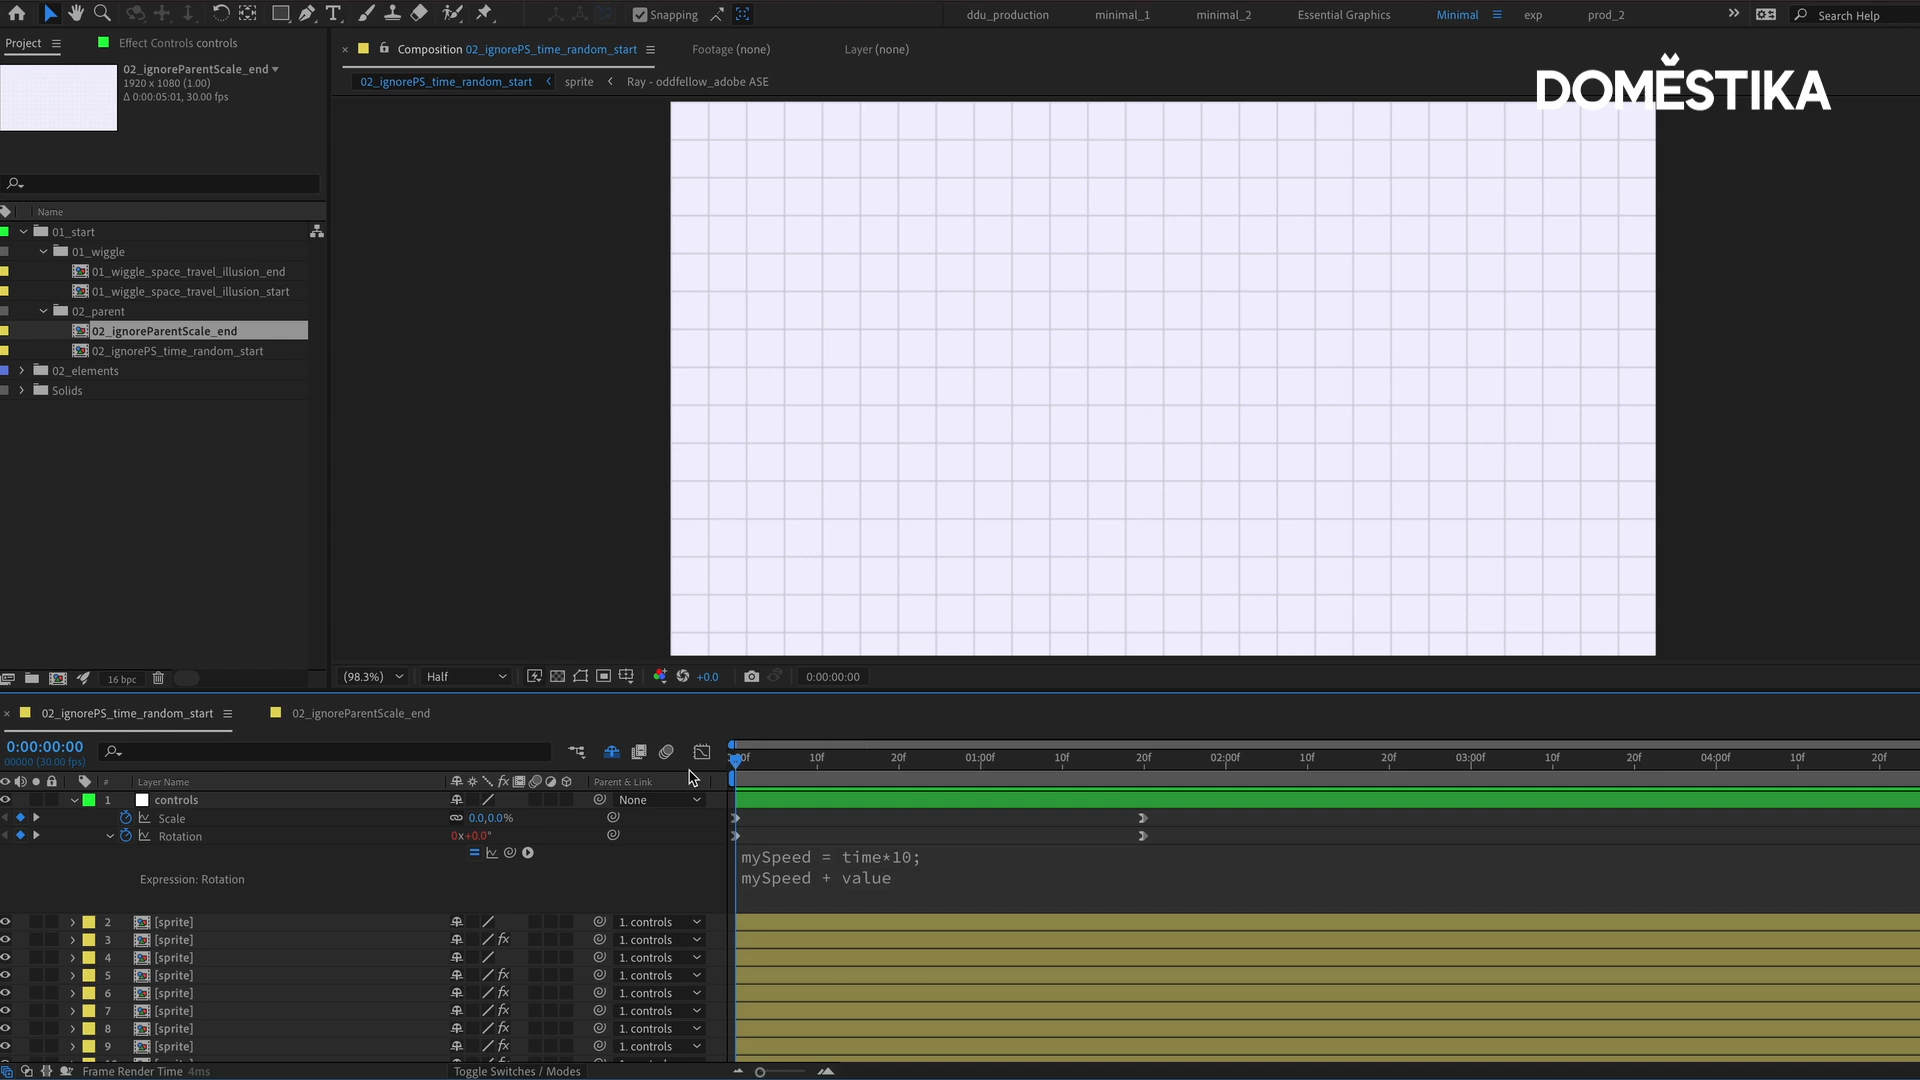 Snapping
ddu_production
minimal_1
minimal_2
Essential Graphics
Minimal
exp
prod_2
Search Help
Project
Effect Controls controls
Composition 02_ignorePS_time_random_start
Footage (none)
Layer (none)
DOMESTIKA
02_ignoreParentScale_end
1920 x 1080 (1.00)
Δ 0:00:05:01, 30.00 fps
02_ignorePS_time_random_start
sprite
Ray - oddfellow_adobe ASE
Name
01_start
01_wiggle
01_wiggle_space_travel_illusion_end
01_wiggle_space_travel_illusion_start
02_parent
02_ignoreParentScale_end
02_ignorePS_time_random_start
02_elements
Solids
16 bpc
(98.3%)
Half
+0.0
0:00:00:00
02_ignorePS_time_random_start
02_ignoreParentScale_end
0:00:00:00
00000 (30.00 fps)
10f
20f
01:00f
10f
20f
02:00f
10f
20f
03:00f
10f
20f
04:00f
10f
20f
# Layer Name
Parent & Link
1 controls None
Scale 0.0,0.0%
Rotation 0x+0.0°
mySpeed = time*10;
mySpeed + value
Expression: Rotation
2 [sprite] 1. controls
3 [sprite] fx 1. controls
4 [sprite] 1. controls
5 [sprite] fx 1. controls
6 [sprite] fx 1. controls
7 [sprite] fx 1. controls
8 [sprite] fx 1. controls
9 [sprite] fx 1. controls
Frame Render Time 4ms
Toggle Switches / Modes